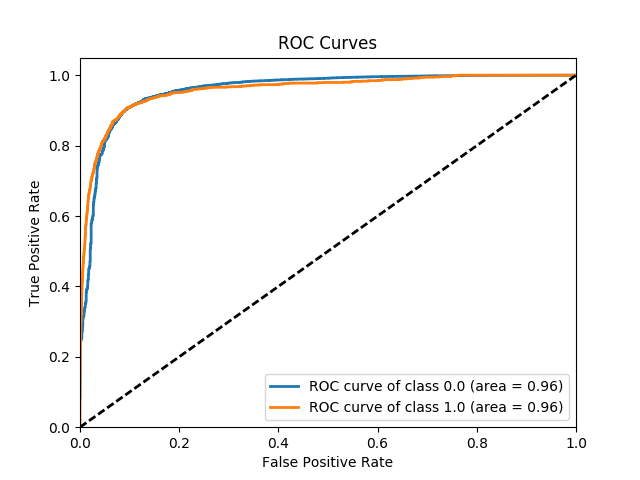 ROC Curves
True Positive Rate
1.0
0.8
0.6
0.4
0.2
0.0
ROC curve of class 0.0 (area = 0.96)
ROC curve of class 1.0 (area = 0.96)
0.0 0.2 0.4 0.6 0.8 1.0
False Positive Rate